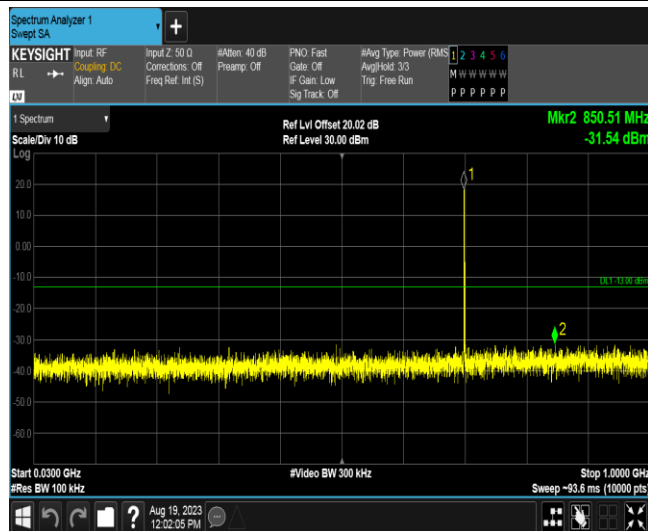 Spectrum Analyzer 1
Swept SA
+
KEYSIGHT
RL
LXI
Input: RF
Coupling: DC
Align: Auto
Input Z: 50 Ω
Corrections: Off
Freq Ref: Int (S)
#Atten: 40 dB
Preamp: Off
PNO: Fast
Gate: Off
IF Gain: Low
Sig Track: Off
#Avg Type: Power (RMS
Avg|Hold: 3/3
Trig: Free Run
1 2 3 4 5 6
M W W W W W
P P P P P P
1 Spectrum
Scale/Div 10 dB
Log
Ref Lvl Offset 20.02 dB
Ref Level 30.00 dBm
Mkr2 850.51 MHz
-31.54 dBm
20.0
10.0
0.00
-10.0
-20.0
-30.0
-40.0
-50.0
-60.0
1
DL1 -13.00 dBm
2
Start 0.0300 GHz
#Res BW 100 kHz
#Video BW 300 kHz
Stop 1.0000 GHz
Sweep ~93.6 ms (10000 pts)
?
Aug 19, 2023
12:02:05 PM